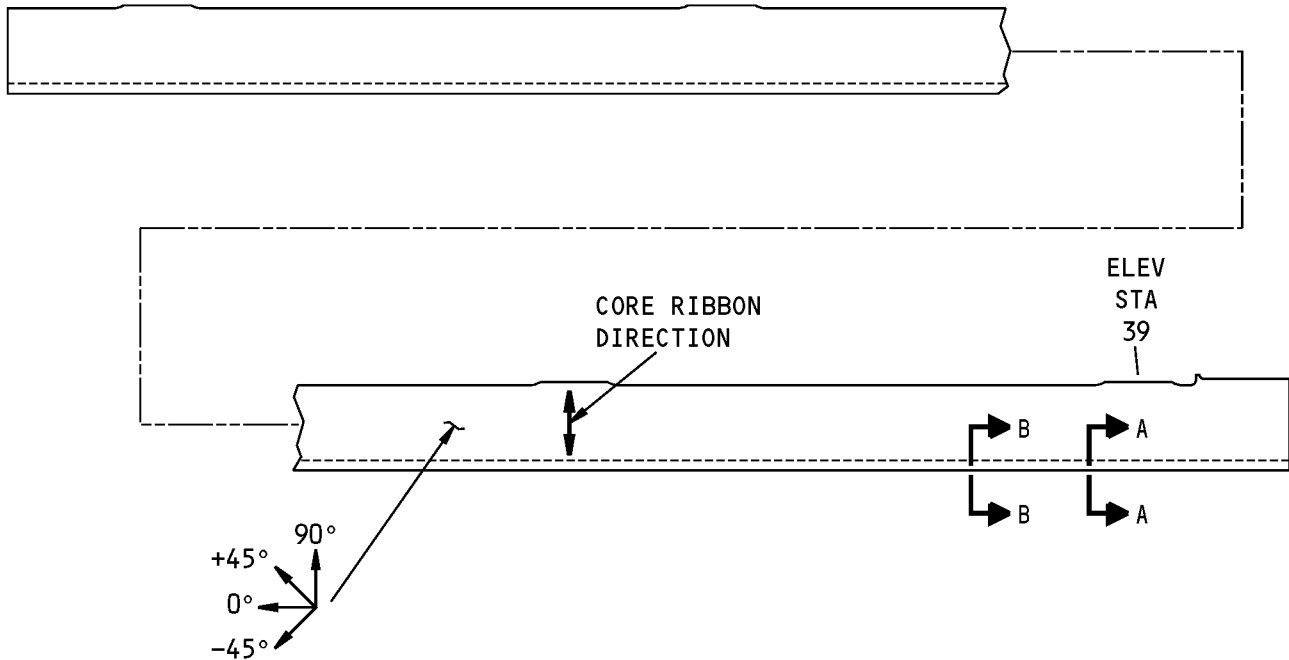 ELEV
STA
39
CORE RIBBON
DIRECTION
B
A
B
A
90°
+45°
0°
-45°